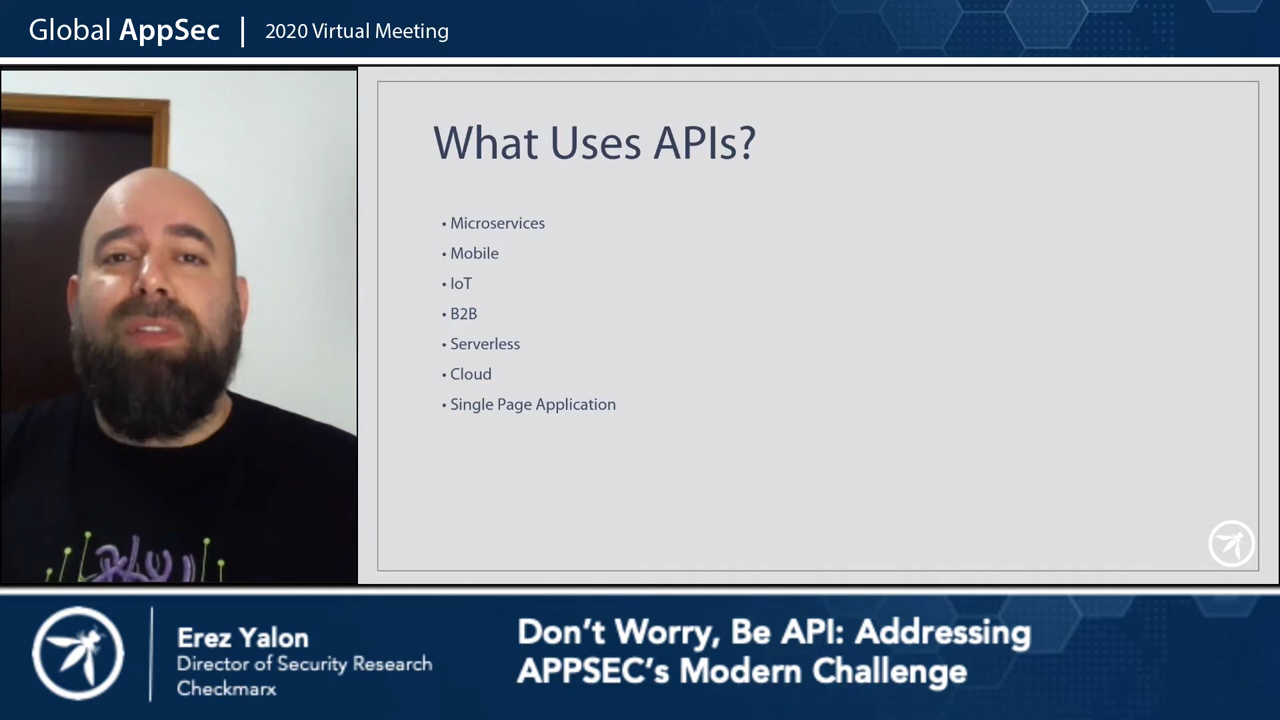 Global AppSec | 2020 Virtual Meeting
What Uses APIs?
• Microservices
• Mobile
• IoT
• B2B
• Serverless
• Cloud
• Single Page Application
Erez Yalon
Director of Security Research
Checkmarx
Don't Worry, Be API: Addressing
APPSEC's Modern Challenge